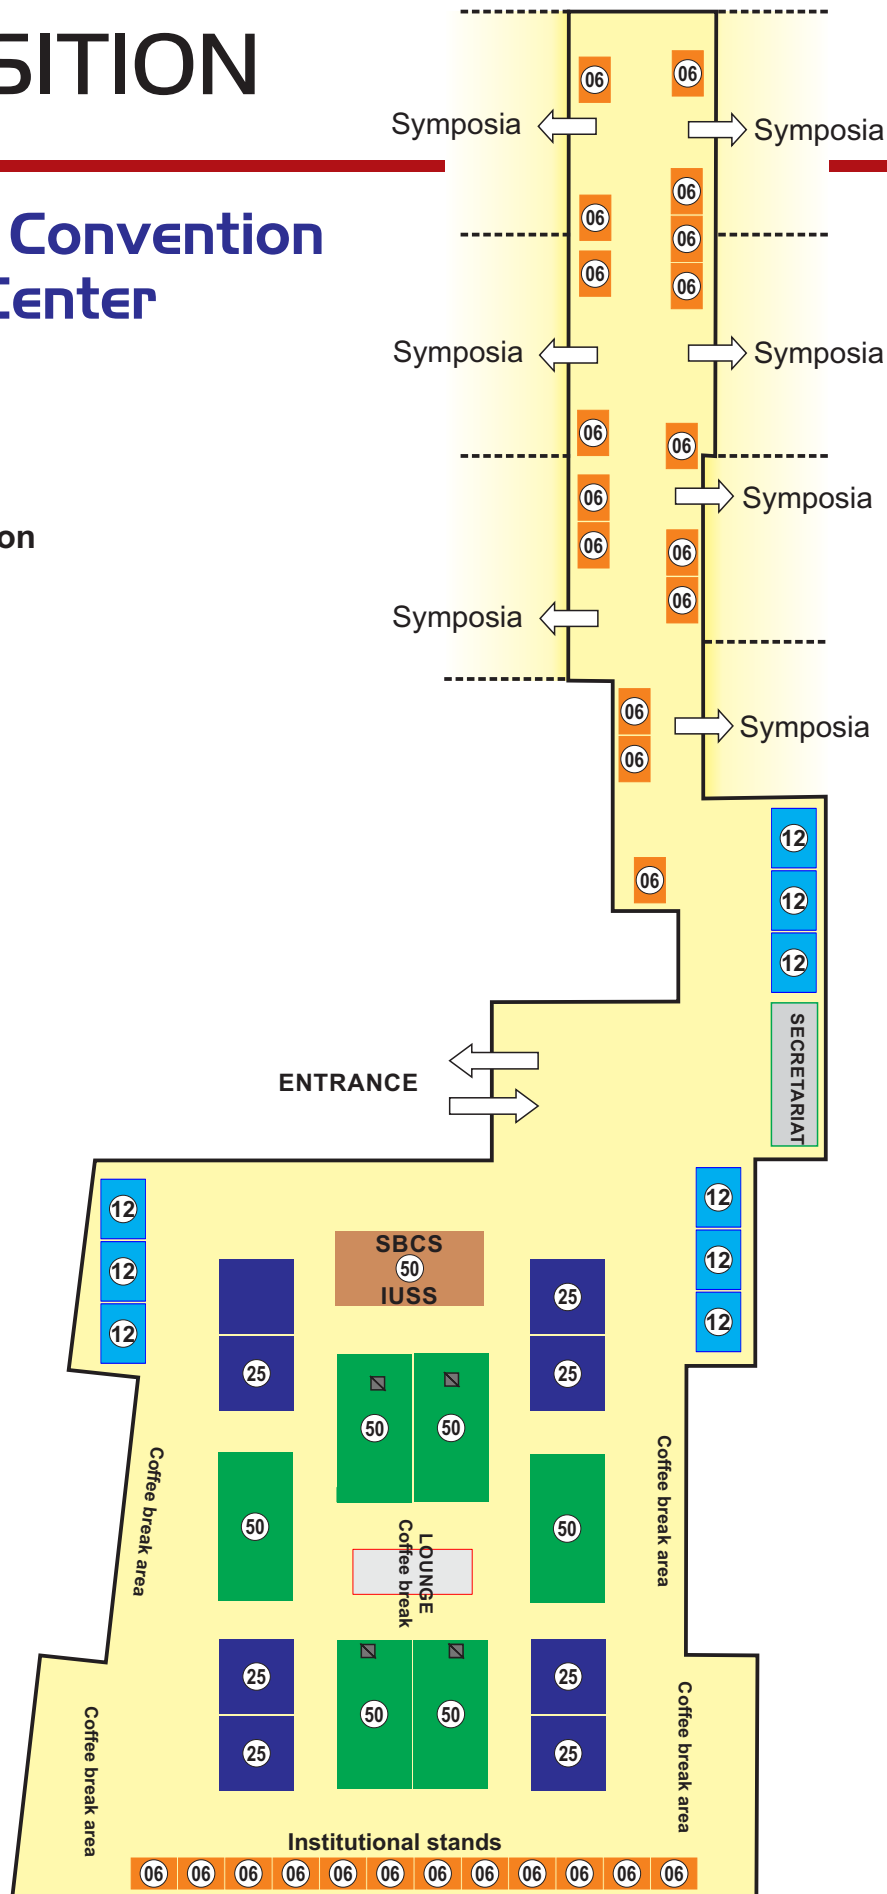 SITION
Convention
Center
on
06
06
Symposia
Symposia
06
06
06
06
06
Symposia
Symposia
06
06
06
Symposia
06
06
06
Symposia
06
06
Symposia
12
06
12
12
SECRETARIAT
ENTRANCE
12
12
SBCS
50
IUSS
12
12
25
12
12
25
25
50
50
Coffee break area
Coffee break area
50
50
LOUNGE
Coffee break
25
25
50
50
25
25
Coffee break area
Coffee break area
Institutional stands
06 06 06 06 06 06 06 06 06 06 06 06